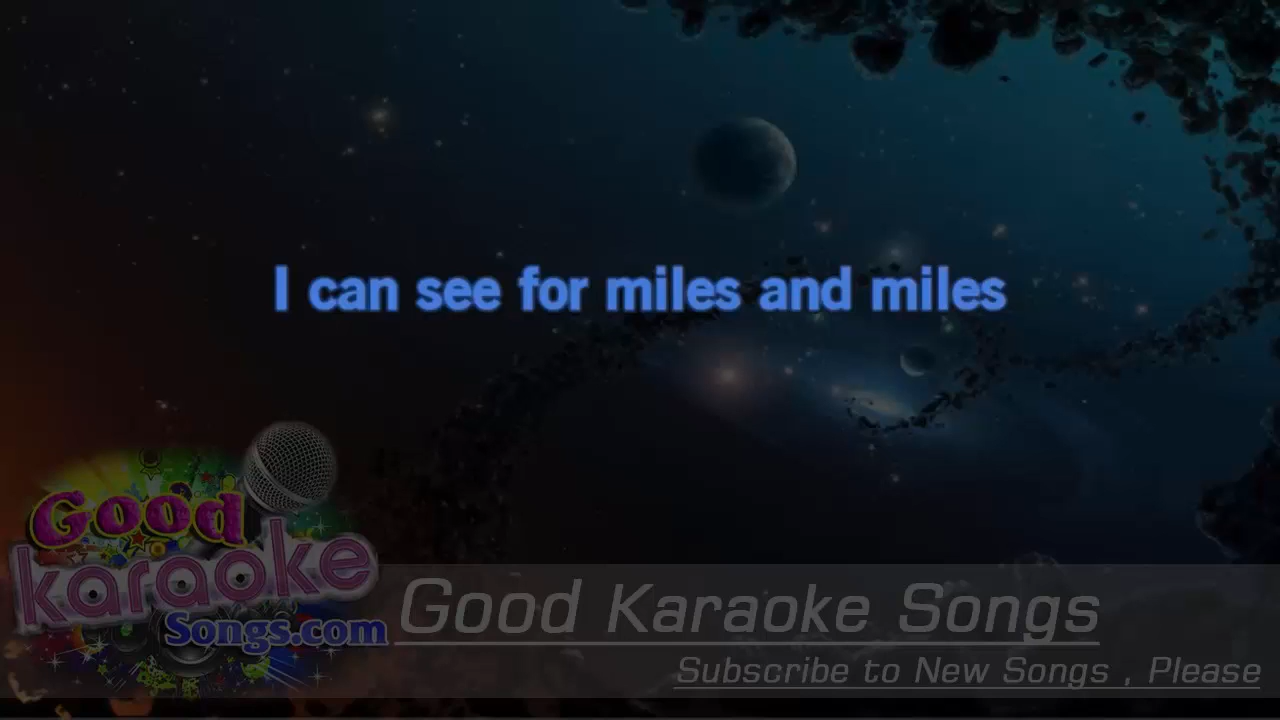 I can see for miles and miles
Good
karaoke
Songs.com
Good Karaoke Songs
Subscribe to New Songs , Please